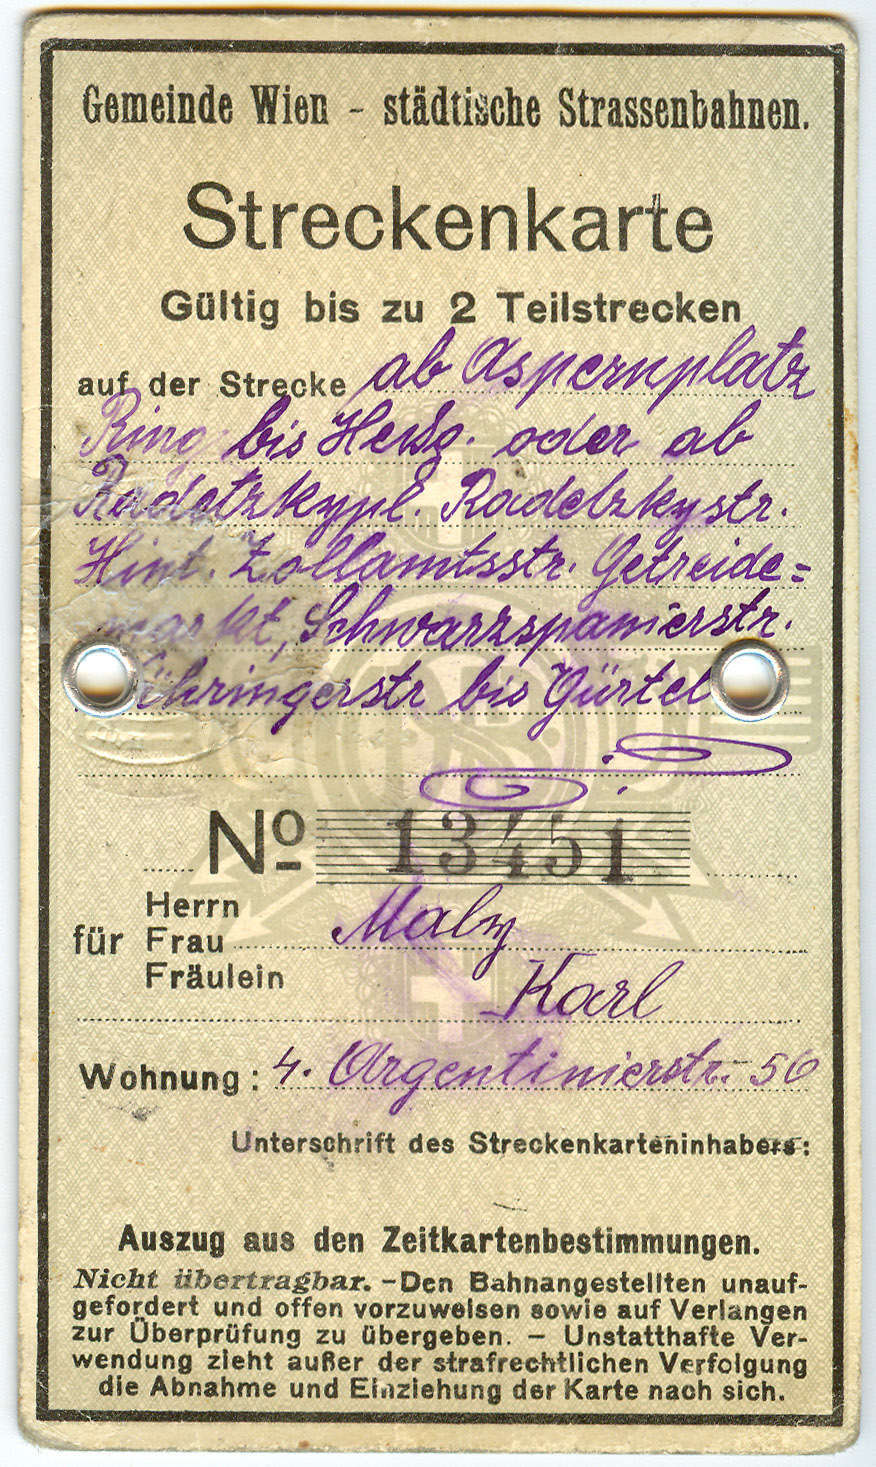 Gemeinde Wien - städtische Strassenbahnen.
Streckenkarte
Gültig bis zu 2 Teilstrecken
auf der Strecke ab Aspernplatz
Ring bis Heßg. oder ab
Radetzkypl. Radetzkystr.
Hint. Zollamtsstr. Getreide=
markt, Schwarzspanierstr.
Währingerstr bis Gürtel
No 13451
Herrn
für Frau Maly
Fräulein
Karl
Wohnung: 4. Argentinierstr. 56
Unterschrift des Streckenkarteninhabers:
Auszug aus den Zeitkartenbestimmungen.
Nicht übertragbar. - Den Bahnangestellten unauf-
gefordert und offen vorzuweisen sowie auf Verlangen
zur Überprüfung zu übergeben. - Unstatthafte Ver-
wendung zieht außer der strafrechtlichen Verfolgung
die Abnahme und Einziehung der Karte nach sich.